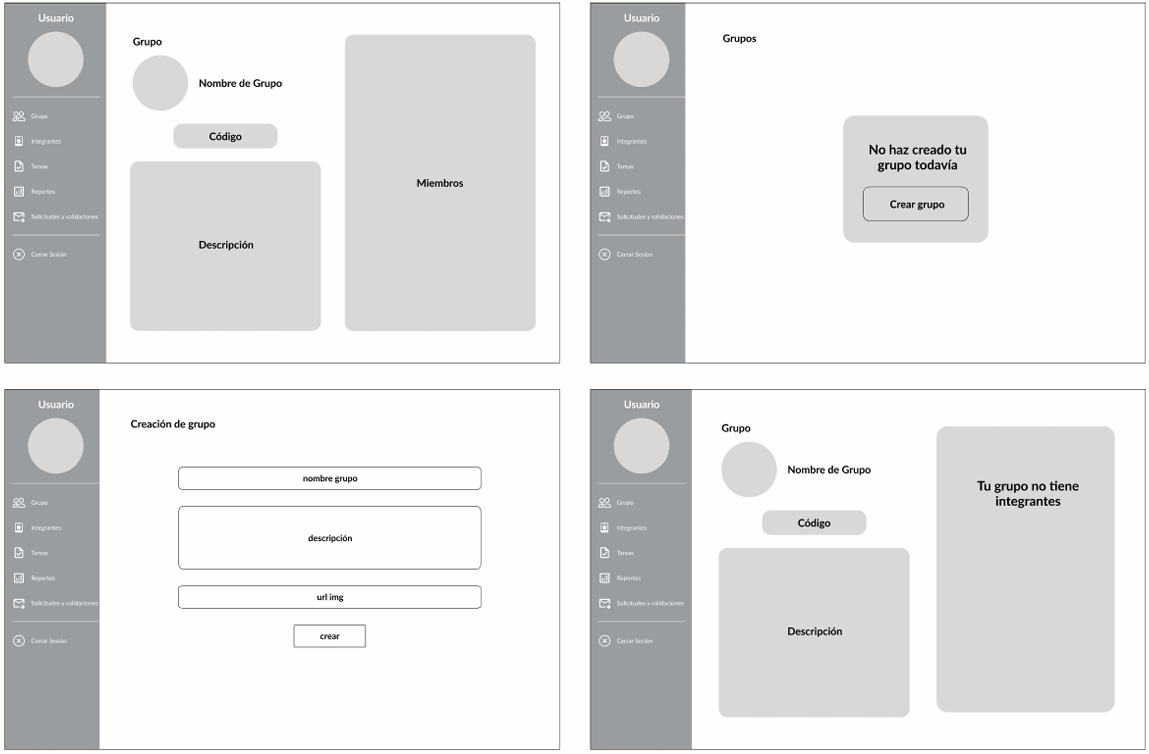 Usuario
Grupo
Integrantes
Tareas
Reportes
Solicitudes y validaciones
Cerrar Sesión
Grupo
Nombre de Grupo
Código
Descripción
Miembros
Usuario
Grupo
Integrantes
Tareas
Reportes
Solicitudes y validaciones
Cerrar Sesión
Grupos
No haz creado tu
grupo todavía
Crear grupo
Usuario
Grupo
Integrantes
Tareas
Reportes
Solicitudes y validaciones
Cerrar Sesión
Creación de grupo
nombre grupo
descripción
url img
crear
Usuario
Grupo
Integrantes
Tareas
Reportes
Solicitudes y validaciones
Cerrar Sesión
Grupo
Nombre de Grupo
Código
Descripción
Tu grupo no tiene
integrantes